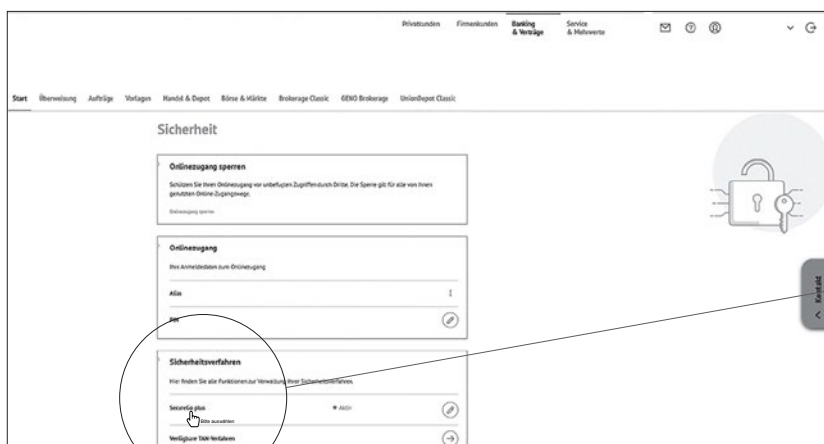 Privatkunden Firmenkunden Banking & Verträge Service & Mehrwerte
Start Überweisung Aufträge Vorlagen Handel & Depot Börse & Märkte Brokerage Classic GENO Brokerage UnionDepot Classic
Sicherheit
Onlinezugang sperren
Schützen Sie Ihren Onlinezugang vor unbefugten Zugriffen durch Dritte. Die Sperre gilt für alle von Ihnen
genutzten Online-Zugangswege.
Onlinezugang sperren
Onlinezugang
Ihre Anmeldedaten zum Onlinezugang
Alias
PIN
Kontakt
Sicherheitsverfahren
Hier finden Sie alle Funktionen zur Verwaltung Ihrer Sicherheitsverfahren.
SecureGo plus Aktiv
Bitte auswählen
Verfügbare TAN-Verfahren